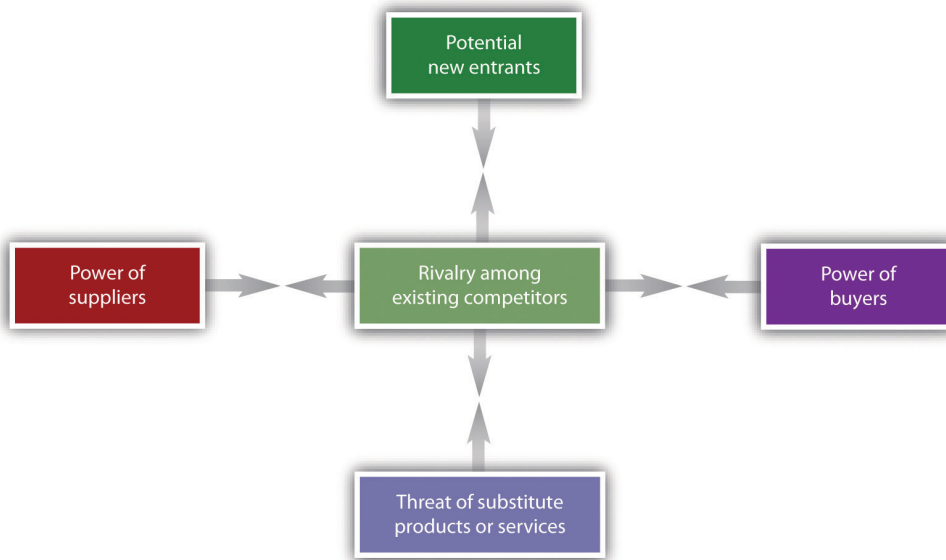 Potential
new entrants
Power of
suppliers
Rivalry among
existing competitors
Power of
buyers
Threat of substitute
products or services